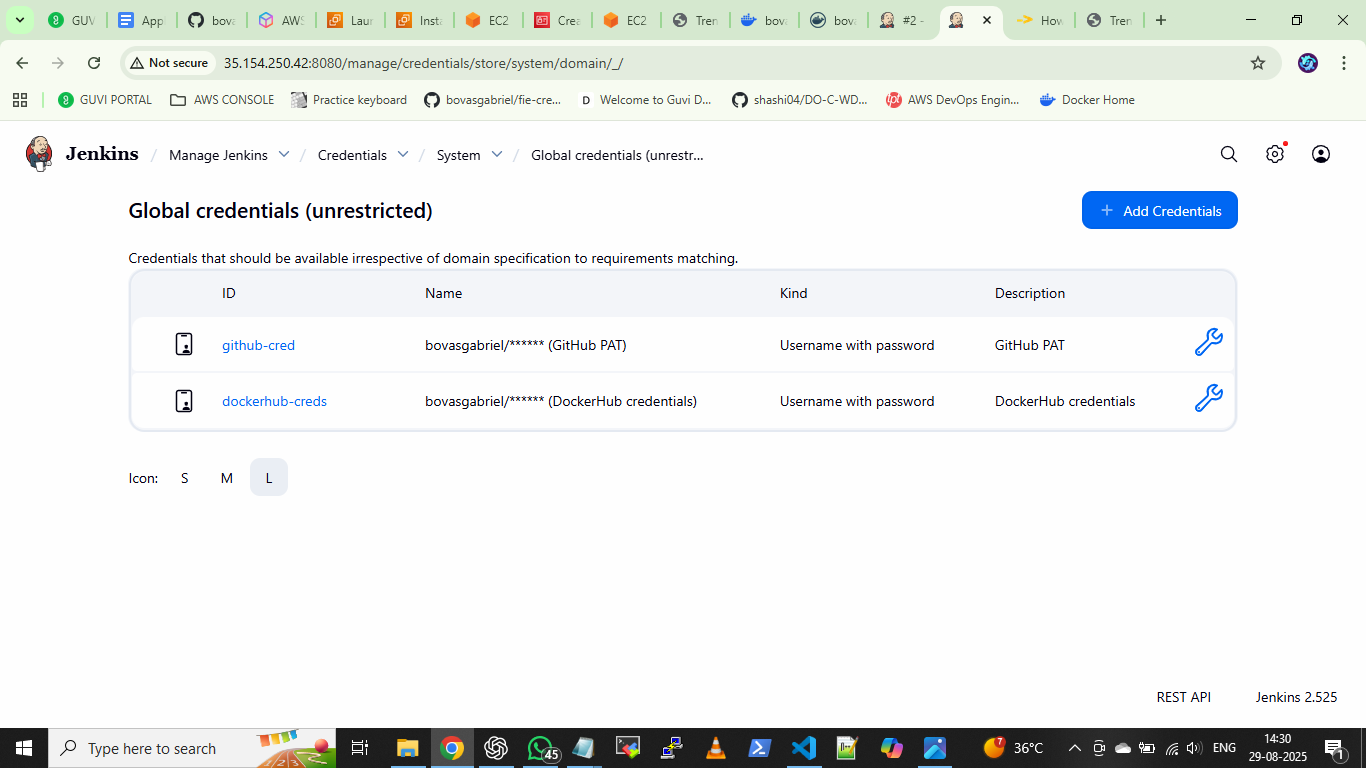 GUV
App
bova
AWS
Laur
Insta
EC2
Crea
EC2
Tren
bova
bova
#2 -
How
Tren
Not secure
35.154.250.42:8080/manage/credentials/store/system/domain/_/
GUVI PORTAL
AWS CONSOLE
Practice keyboard
bovasgabriel/fie-cre...
Welcome to Guvi D...
shashi04/DO-C-WD...
AWS DevOps Engin...
Docker Home
Jenkins / Manage Jenkins / Credentials / System / Global credentials (unrestr...
Global credentials (unrestricted)
+ Add Credentials
Credentials that should be available irrespective of domain specification to requirements matching.
ID Name Kind Description
github-cred bovasgabriel/****** (GitHub PAT) Username with password GitHub PAT
dockerhub-creds bovasgabriel/****** (DockerHub credentials) Username with password DockerHub credentials
Icon: S M L
REST API Jenkins 2.525
Type here to search
45
7
36°C
ENG
14:30
29-08-2025
1